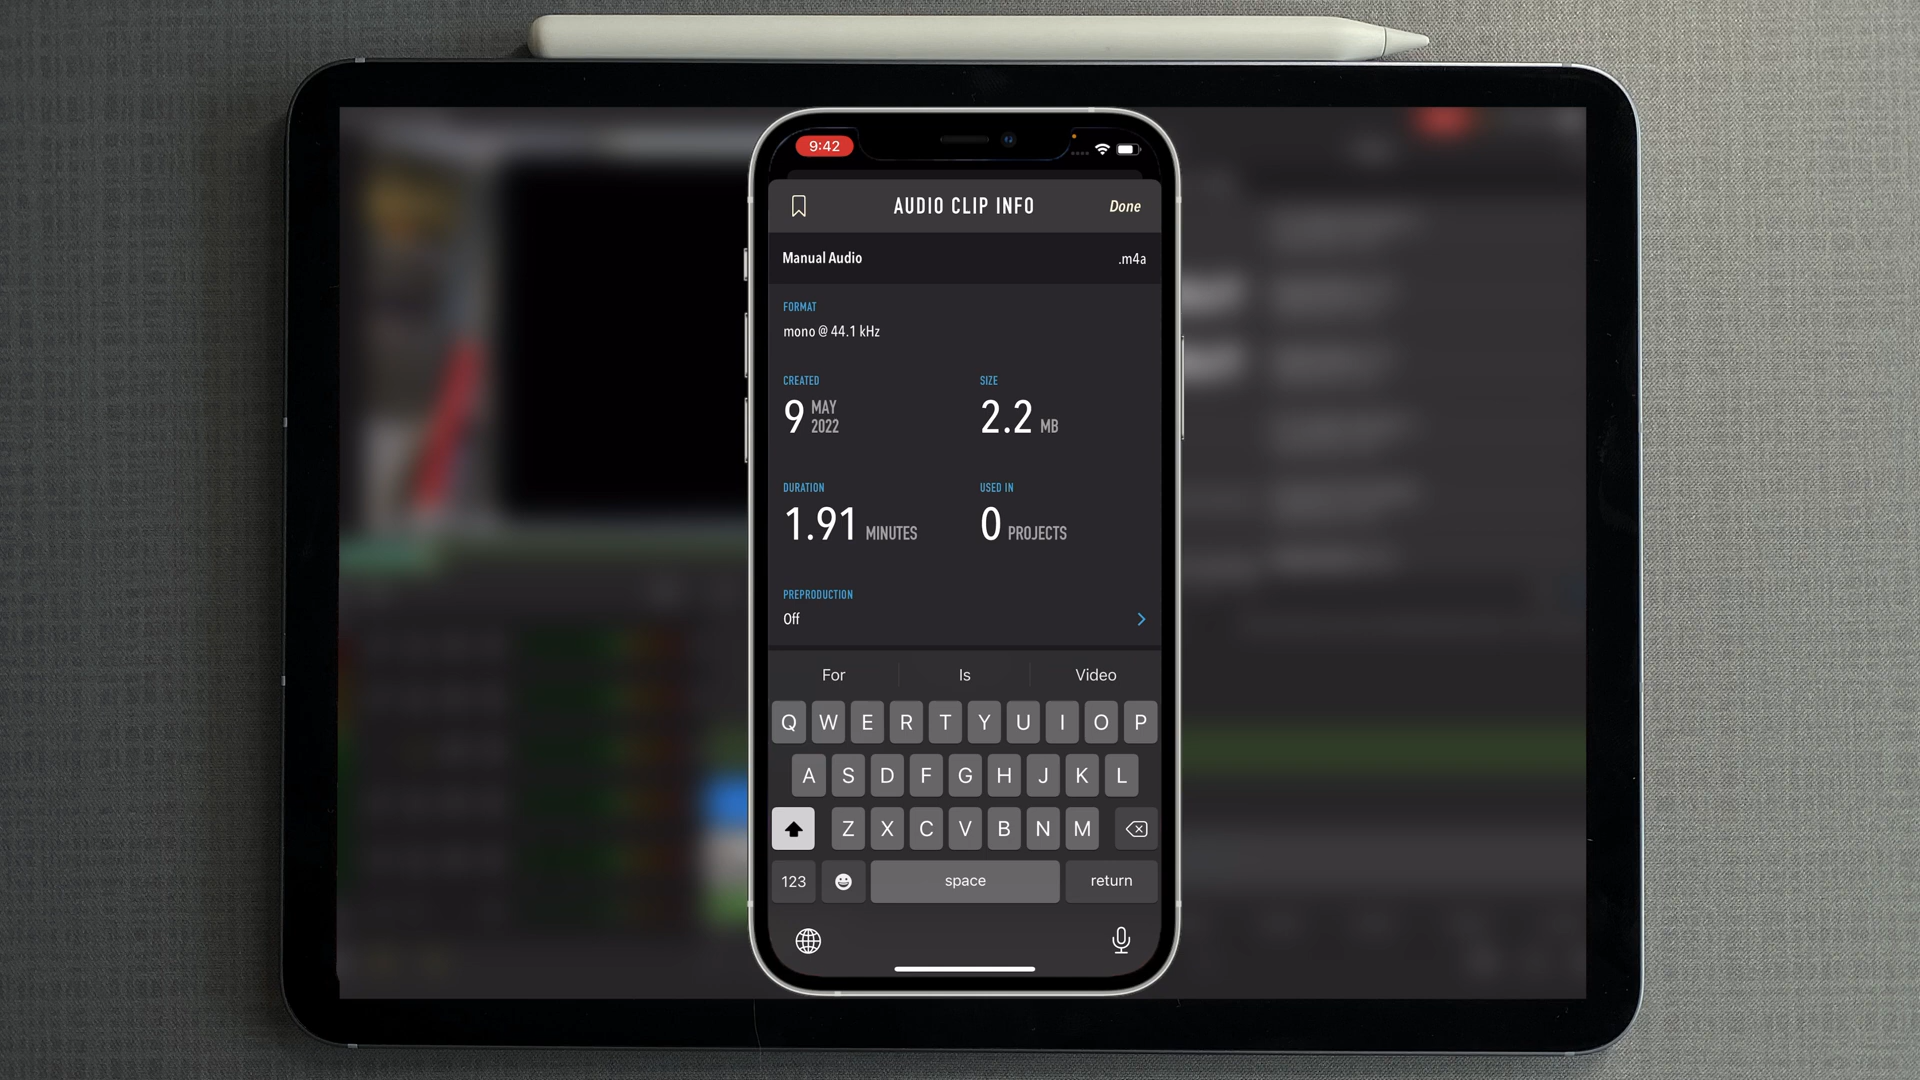 9:42
AUDIO CLIP INFO
Done
Manual Audio
.m4a
FORMAT
mono @ 44.1 kHz
CREATED
SIZE
9 MAY 2022
2.2 MB
DURATION
USED IN
1.91 MINUTES
0 PROJECTS
PREPRODUCTION
Off
For
Is
Video
Q W E R T Y U I O P
A S D F G H J K L
Z X C V B N M
123
space
return